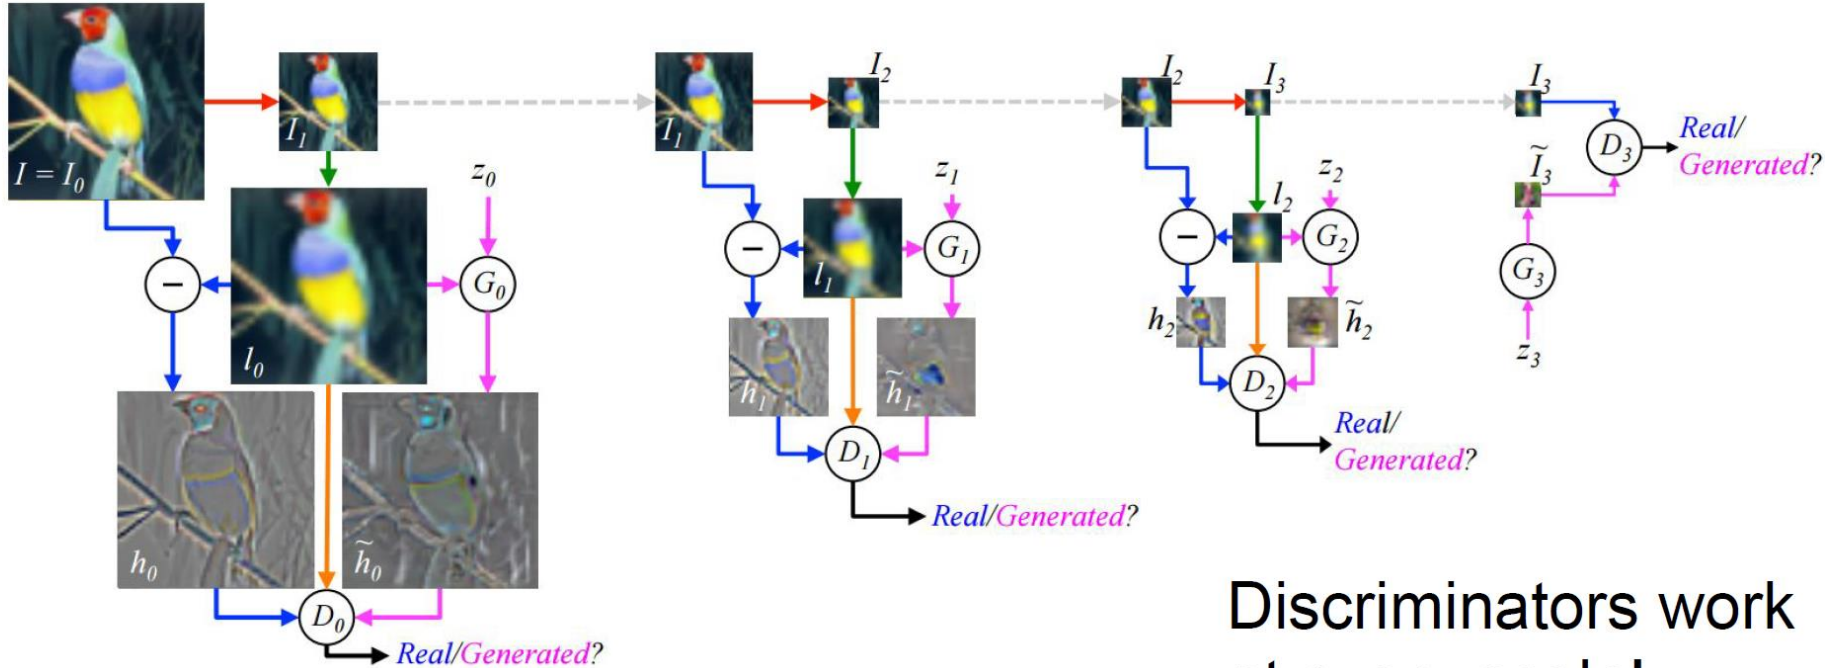 I = I₀
I₁
z₀
−
G₀
l₀
h₀
h̃₀
D₀
Real/Generated?
I₁
I₂
z₁
−
G₁
l₁
h₁
h̃₁
D₁
Real/Generated?
I₂
I₃
z₂
l₂
−
G₂
h₂
h̃₂
D₂
Real/
Generated?
I₃
Ĩ₃
D₃
Real/
Generated?
G₃
z₃
Discriminators work